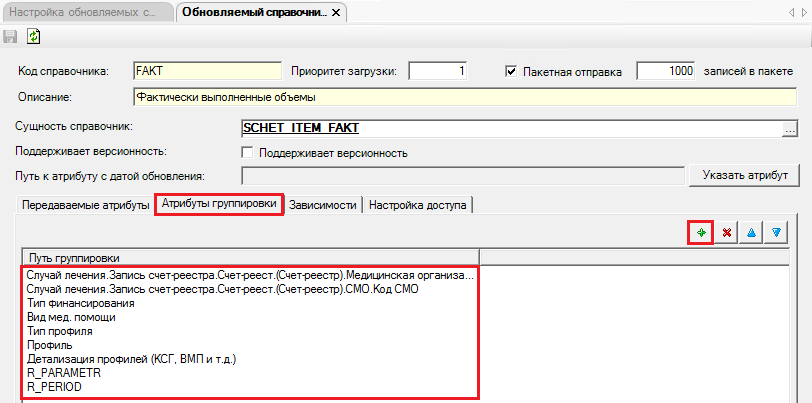 Настройка обновляемых с...
Обновляемый справочни...
Код справочника: FAKT Приоритет загрузки: 1 Пакетная отправка 1000 записей в пакете
Описание: Фактически выполненные объемы
Сущность справочник: SCHET_ITEM_FAKT ...
Поддерживает версионность: Поддерживает версионность
Путь к атрибуту с датой обновления: Указать атрибут
Передаваемые атрибуты Атрибуты группировки Зависимости Настройка доступа
Путь группировки
Случай лечения.Запись счет-реестра.Счет-реест.(Счет-реестр).Медицинская организа...
Случай лечения.Запись счет-реестра.Счет-реест.(Счет-реестр).СМО.Код СМО
Тип финансирования
Вид мед. помощи
Тип профиля
Профиль
Детализация профилей (КСГ, ВМП и т.д.)
R_PARAMETR
R_PERIOD